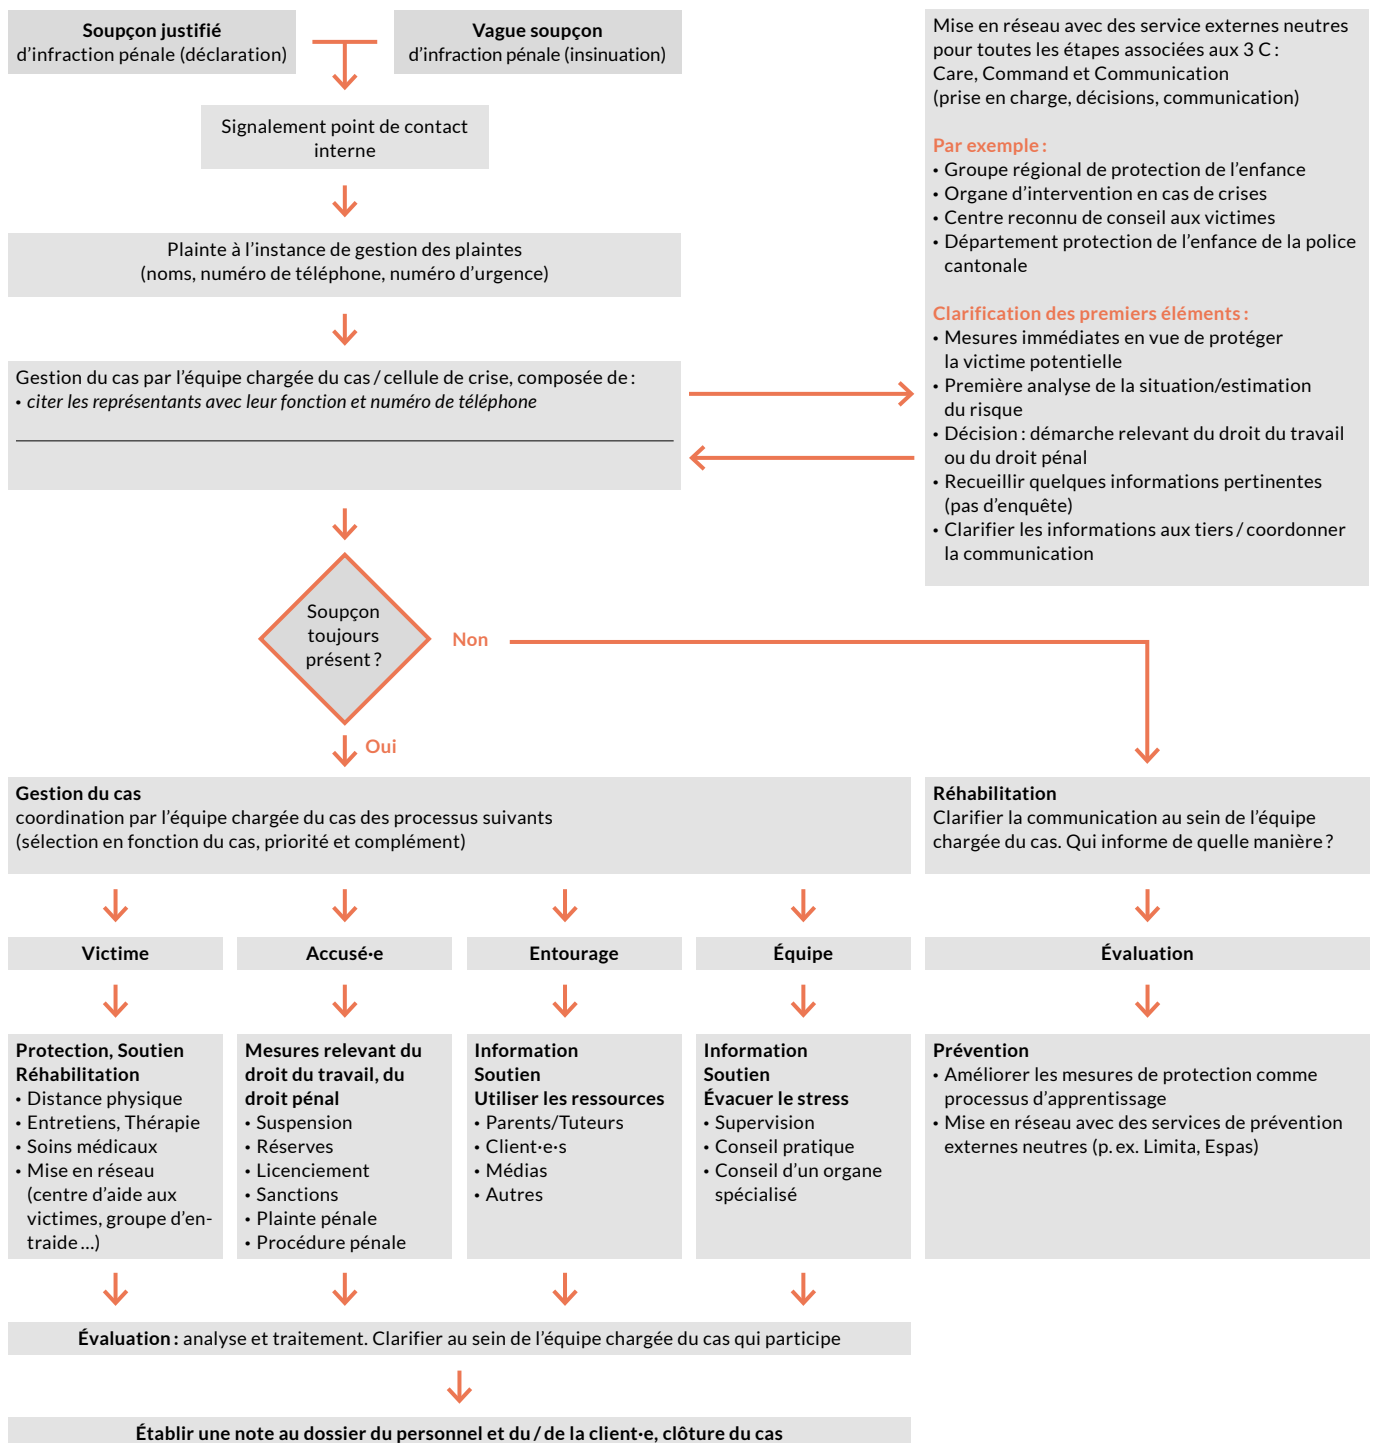 Soupçon justifié
d’infraction pénale (déclaration)
Vague soupçon
d’infraction pénale (insinuation)
Signalement point de contact
interne
Plainte à l’instance de gestion des plaintes
(noms, numéro de téléphone, numéro d’urgence)
Gestion du cas par l’équipe chargée du cas / cellule de crise, composée de :
• citer les représentants avec leur fonction et numéro de téléphone
Mise en réseau avec des service externes neutres
pour toutes les étapes associées aux 3 C :
Care, Command et Communication
(prise en charge, décisions, communication)
Par exemple :
• Groupe régional de protection de l’enfance
• Organe d’intervention en cas de crises
• Centre reconnu de conseil aux victimes
• Département protection de l’enfance de la police
cantonale
Clarification des premiers éléments :
• Mesures immédiates en vue de protéger
la victime potentielle
• Première analyse de la situation/estimation
du risque
• Décision : démarche relevant du droit du travail
ou du droit pénal
• Recueillir quelques informations pertinentes
(pas d’enquête)
• Clarifier les informations aux tiers / coordonner
la communication
Soupçon
toujours
présent ?
Non
Oui
Gestion du cas
coordination par l’équipe chargée du cas des processus suivants
(sélection en fonction du cas, priorité et complément)
Réhabilitation
Clarifier la communication au sein de l’équipe
chargée du cas. Qui informe de quelle manière ?
Victime
Accusé·e
Entourage
Équipe
Évaluation
Protection, Soutien
Réhabilitation
• Distance physique
• Entretiens, Thérapie
• Soins médicaux
• Mise en réseau
(centre d’aide aux
victimes, groupe d’en-
traide ...)
Mesures relevant du
droit du travail, du
droit pénal
• Suspension
• Réserves
• Licenciement
• Sanctions
• Plainte pénale
• Procédure pénale
Information
Soutien
Utiliser les ressources
• Parents/Tuteurs
• Client·e·s
• Médias
• Autres
Information
Soutien
Évacuer le stress
• Supervision
• Conseil pratique
• Conseil d’un organe
spécialisé
Prévention
• Améliorer les mesures de protection comme
processus d’apprentissage
• Mise en réseau avec des services de prévention
externes neutres (p. ex. Limita, Espas)
Évaluation : analyse et traitement. Clarifier au sein de l’équipe chargée du cas qui participe
Établir une note au dossier du personnel et du / de la client·e, clôture du cas